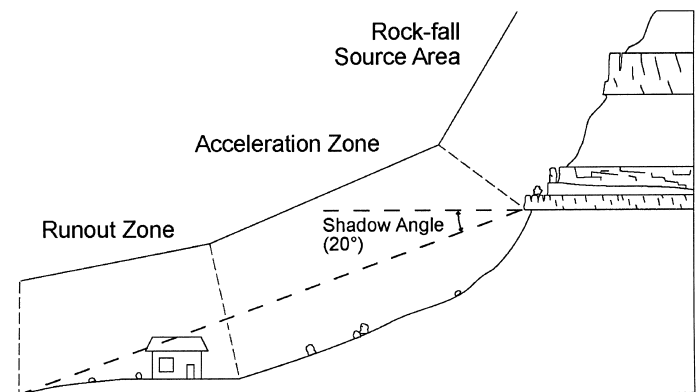 Rock-fall
Source Area
Acceleration Zone
Runout Zone
Shadow Angle
(20°)